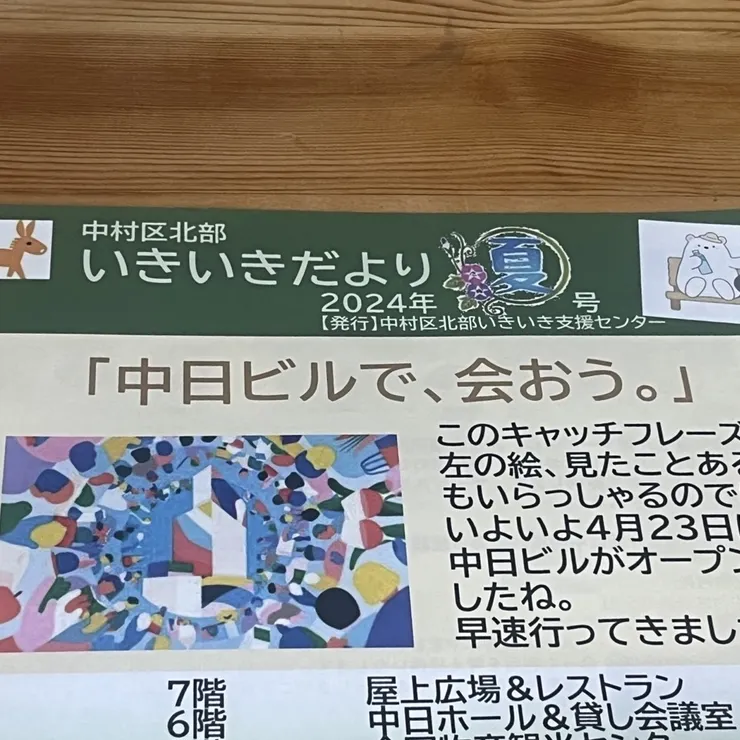 中村区北部
いきいきだより
夏
2024年
号
【発行】中村区北部いきいき支援センター
「中日ビルで、会おう。」
このキャッチフレーズ
左の絵、見たことある
もいらっしゃるので
いよいよ4月23日
中日ビルがオープン
したね。
早速行ってきまし
7階
屋上広場&レストラン
6階
中日ホール&貸し会議室